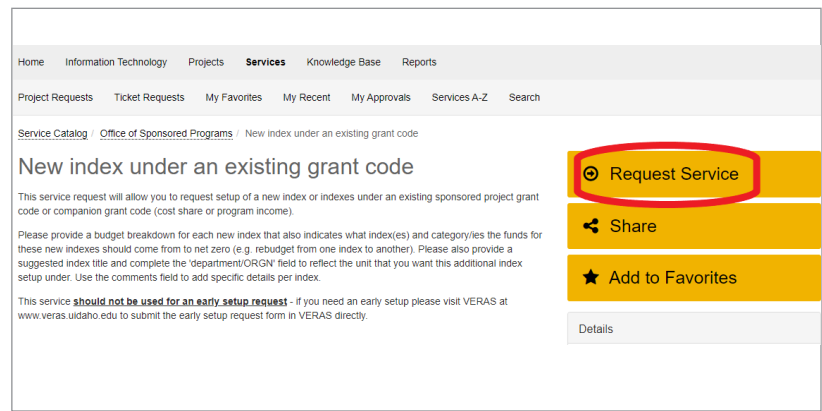 Home Information Technology Projects Services Knowledge Base Reports
Project Requests Ticket Requests My Favorites My Recent My Approvals Services A-Z Search
Service Catalog / Office of Sponsored Programs / New index under an existing grant code
New index under an existing grant code
This service request will allow you to request setup of a new index or indexes under an existing sponsored project grant
code or companion grant code (cost share or program income).
Please provide a budget breakdown for each new index that also indicates what index(es) and category/ies the funds for
these new indexes should come from to net zero (e.g. rebudget from one index to another). Please also provide a
suggested index title and complete the 'department/ORGN' field to reflect the unit that you want this additional index
setup under. Use the comments field to add specific details per index.
This service should not be used for an early setup request - if you need an early setup please visit VERAS at
www.veras.uidaho.edu to submit the early setup request form in VERAS directly.
Request Service
Share
Add to Favorites
Details